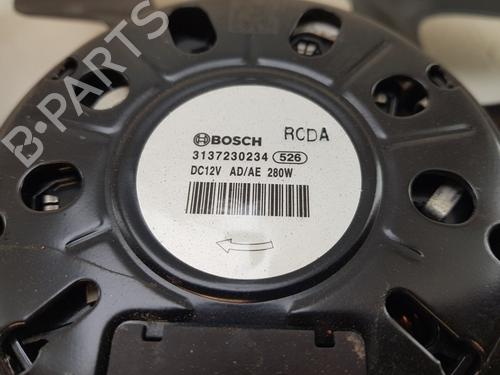 B-PARTS
BOSCH RCDA
3137230234 526
DC12V AD/AE 280W